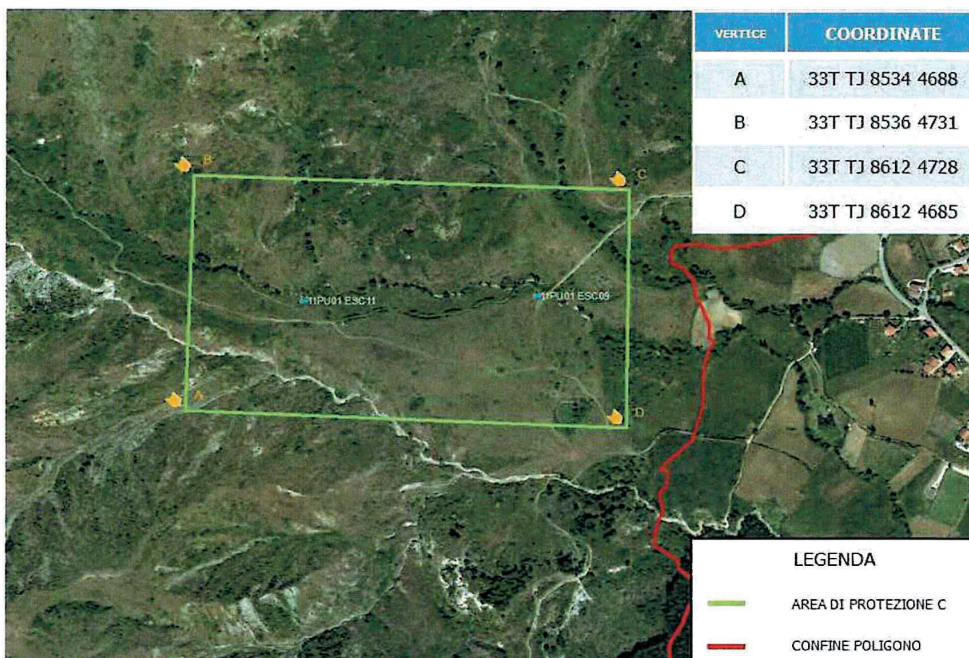 VERTICE COORDINATE
A 33T TJ 8534 4688
B 33T TJ 8536 4731
C 33T TJ 8612 4728
D 33T TJ 8612 4685
B
C
11PU01 ESC11
11PU01 ESC09
A
D
LEGENDA
AREA DI PROTEZIONE C
CONFINE POLIGONO